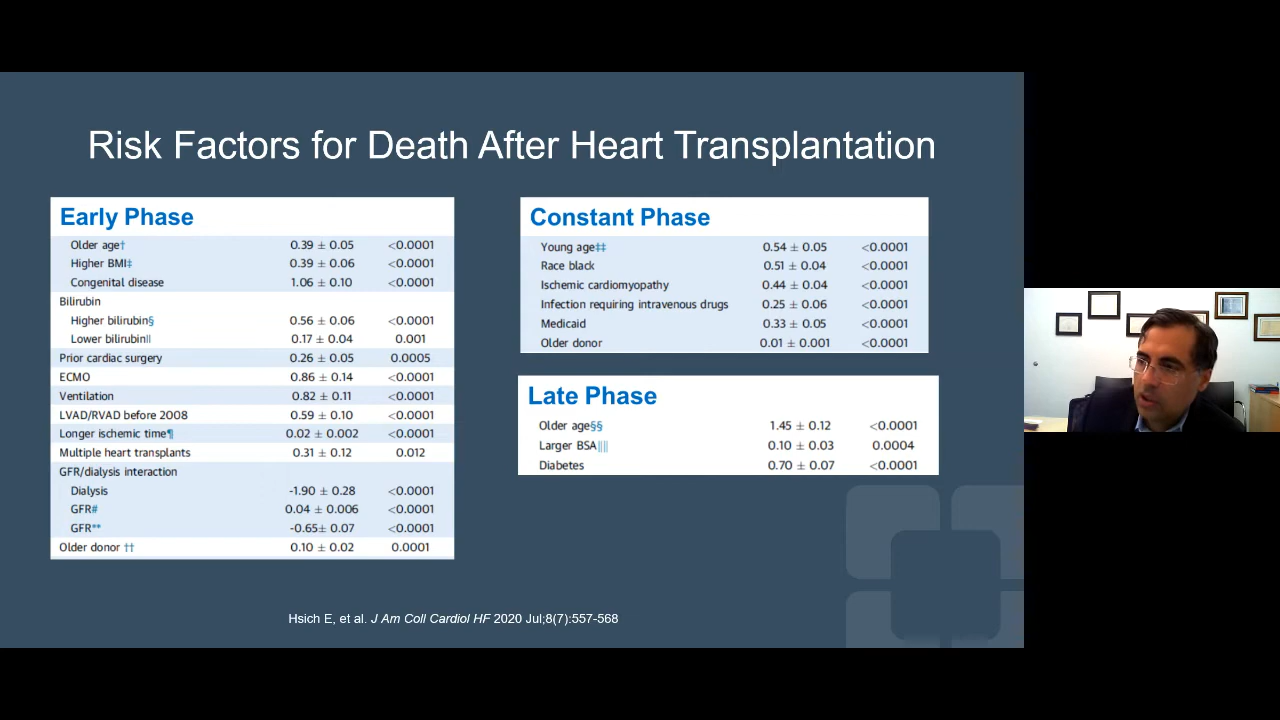 Risk Factors for Death After Heart Transplantation
Early Phase
Older age† 0.39 ± 0.05 <0.0001
Higher BMI‡ 0.39 ± 0.06 <0.0001
Congenital disease 1.06 ± 0.10 <0.0001
Bilirubin
Higher bilirubin§ 0.56 ± 0.06 <0.0001
Lower bilirubin|| 0.17 ± 0.04 0.001
Prior cardiac surgery 0.26 ± 0.05 0.0005
ECMO 0.86 ± 0.14 <0.0001
Ventilation 0.82 ± 0.11 <0.0001
LVAD/RVAD before 2008 0.59 ± 0.10 <0.0001
Longer ischemic time¶ 0.02 ± 0.002 <0.0001
Multiple heart transplants 0.31 ± 0.12 0.012
GFR/dialysis interaction
Dialysis -1.90 ± 0.28 <0.0001
GFR# 0.04 ± 0.006 <0.0001
GFR** -0.65± 0.07 <0.0001
Older donor †† 0.10 ± 0.02 0.0001
Constant Phase
Young age‡‡ 0.54 ± 0.05 <0.0001
Race black 0.51 ± 0.04 <0.0001
Ischemic cardiomyopathy 0.44 ± 0.04 <0.0001
Infection requiring intravenous drugs 0.25 ± 0.06 <0.0001
Medicaid 0.33 ± 0.05 <0.0001
Older donor 0.01 ± 0.001 <0.0001
Late Phase
Older age§§ 1.45 ± 0.12 <0.0001
Larger BSA|||| 0.10 ± 0.03 0.0004
Diabetes 0.70 ± 0.07 <0.0001
Hsich E, et al. J Am Coll Cardiol HF 2020 Jul;8(7):557-568